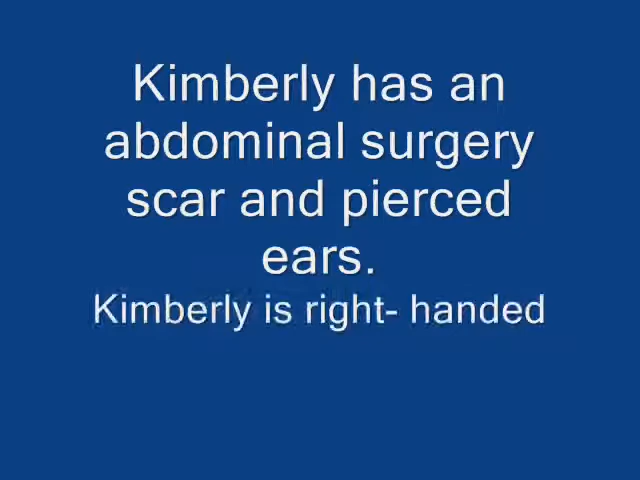 Kimberly has an
abdominal surgery
scar and pierced
ears.
Kimberly is right- handed